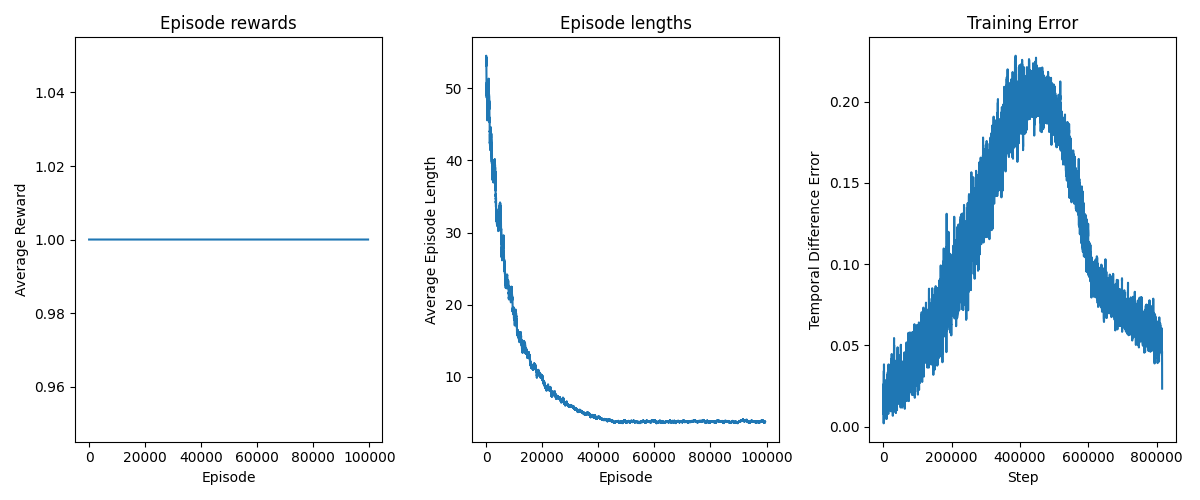 Episode rewards
1.04
1.02
1.00
0.98
0.96
Average Reward
0 20000 40000 60000 80000 100000
Episode
Episode lengths
50
40
30
20
10
Average Episode Length
0 20000 40000 60000 80000 100000
Episode
Training Error
0.20
0.15
0.10
0.05
0.00
Temporal Difference Error
0 200000 400000 600000 800000
Step